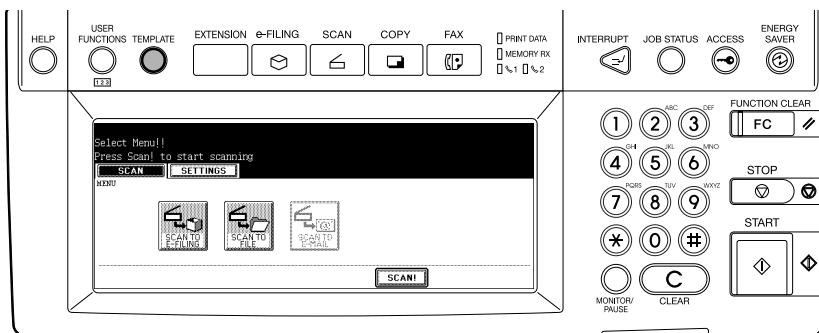 HELP
USER
FUNCTIONS
TEMPLATE
EXTENSION
e-FILING
SCAN
COPY
FAX
PRINT DATA
MEMORY RX
1 2
INTERRUPT
JOB STATUS
ACCESS
ENERGY
SAVER
123
Select Menu!!
Press Scan! to start scanning
SCAN SETTINGS
MENU
SCAN TO
E-FILING
SCAN TO
FILE
SCAN TO
E-MAIL
SCAN!
1
2 ABC
3 DEF
4 GHI
5 JKL
6 MNO
7 PQRS
8 TUV
9 WXYZ
* 0 #
MONITOR/
PAUSE
C
CLEAR
FUNCTION CLEAR
FC
STOP
START